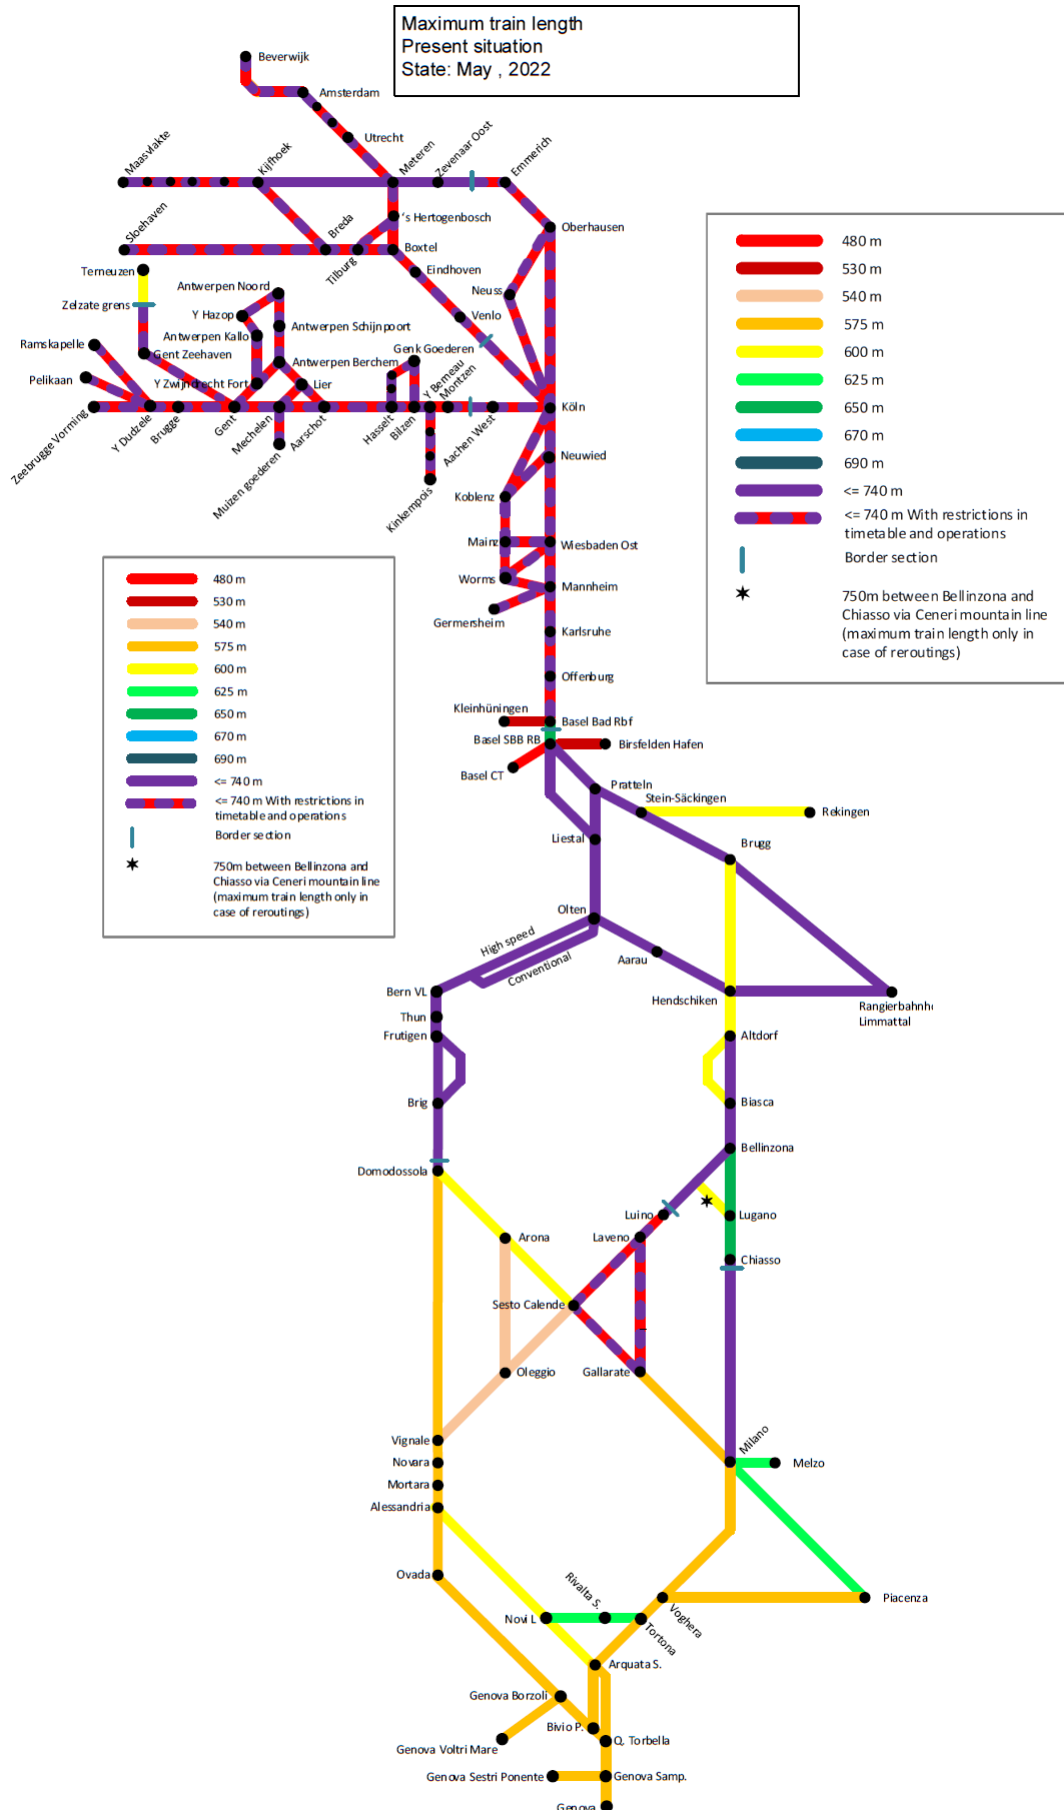 Maximum train length
Present situation
State: May , 2022
Beverwijk
Amsterdam
Utrecht
Maasvlakte
Kijfhoek
Meteren
Zevenaar Oost
Emmerich
Sloehaven
Breda
Tilburg
's Hertogenbosch
Boxtel
Oberhausen
Eindhoven
Terneuzen
Zelzate grens
Antwerpen Noord
Neuss
Y Hazop
Antwerpen Schijnpoort
Venlo
Antwerpen Kallo
Ramskapelle
Gent Zeehaven
Genk Goederen
Antwerpen Berchem
Pelikaan
Y Zwijndrecht Fort
Lier
Y Berneau
Montzen
Zeebrugge Vorming
Y Dudzele
Brugge
Gent
Mechelen
Aarschot
Hasselt
Bilzen
Aachen West
Köln
Muizen goederen
Kinkempois
Neuwied
Koblenz
Mainz
Wiesbaden Ost
Worms
Mannheim
Germersheim
Karlsruhe
Offenburg
Kleinhüningen
Basel Bad Rbf
Basel SBB RB
Birsfelden Hafen
Basel CT
Pratteln
Stein-Säckingen
Rekingen
Liestal
Brugg
Olten
High speed
Conventional
Aarau
Bern VL
Hendschiken
Rangierbahnh
Limmattal
Thun
Frutigen
Altdorf
Brig
Biasca
Bellinzona
Domodossola
Luino
Lugano
Arona
Laveno
Chiasso
Sesto Calende
Oleggio
Gallarate
Vignale
Novara
Milano
Melzo
Mortara
Alessandria
Ovada
Rivalta S.
Novi L
Tortona
Voghera
Piacenza
Arquata S.
Genova Borzoli
Bivio P.
Q. Torbella
Genova Voltri Mare
Genova Sestri Ponente
Genova Samp.
Genova
480 m
530 m
540 m
575 m
600 m
625 m
650 m
670 m
690 m
<= 740 m
<= 740 m With restrictions in
timetable and operations
Border section
750m between Bellinzona and
Chiasso via Ceneri mountain line
(maximum train length only in
case of reroutings)
480 m
530 m
540 m
575 m
600 m
625 m
650 m
670 m
690 m
<= 740 m
<= 740 m With restrictions in
timetable and operations
Border section
750m between Bellinzona and
Chiasso via Ceneri mountain line
(maximum train length only in
case of reroutings)